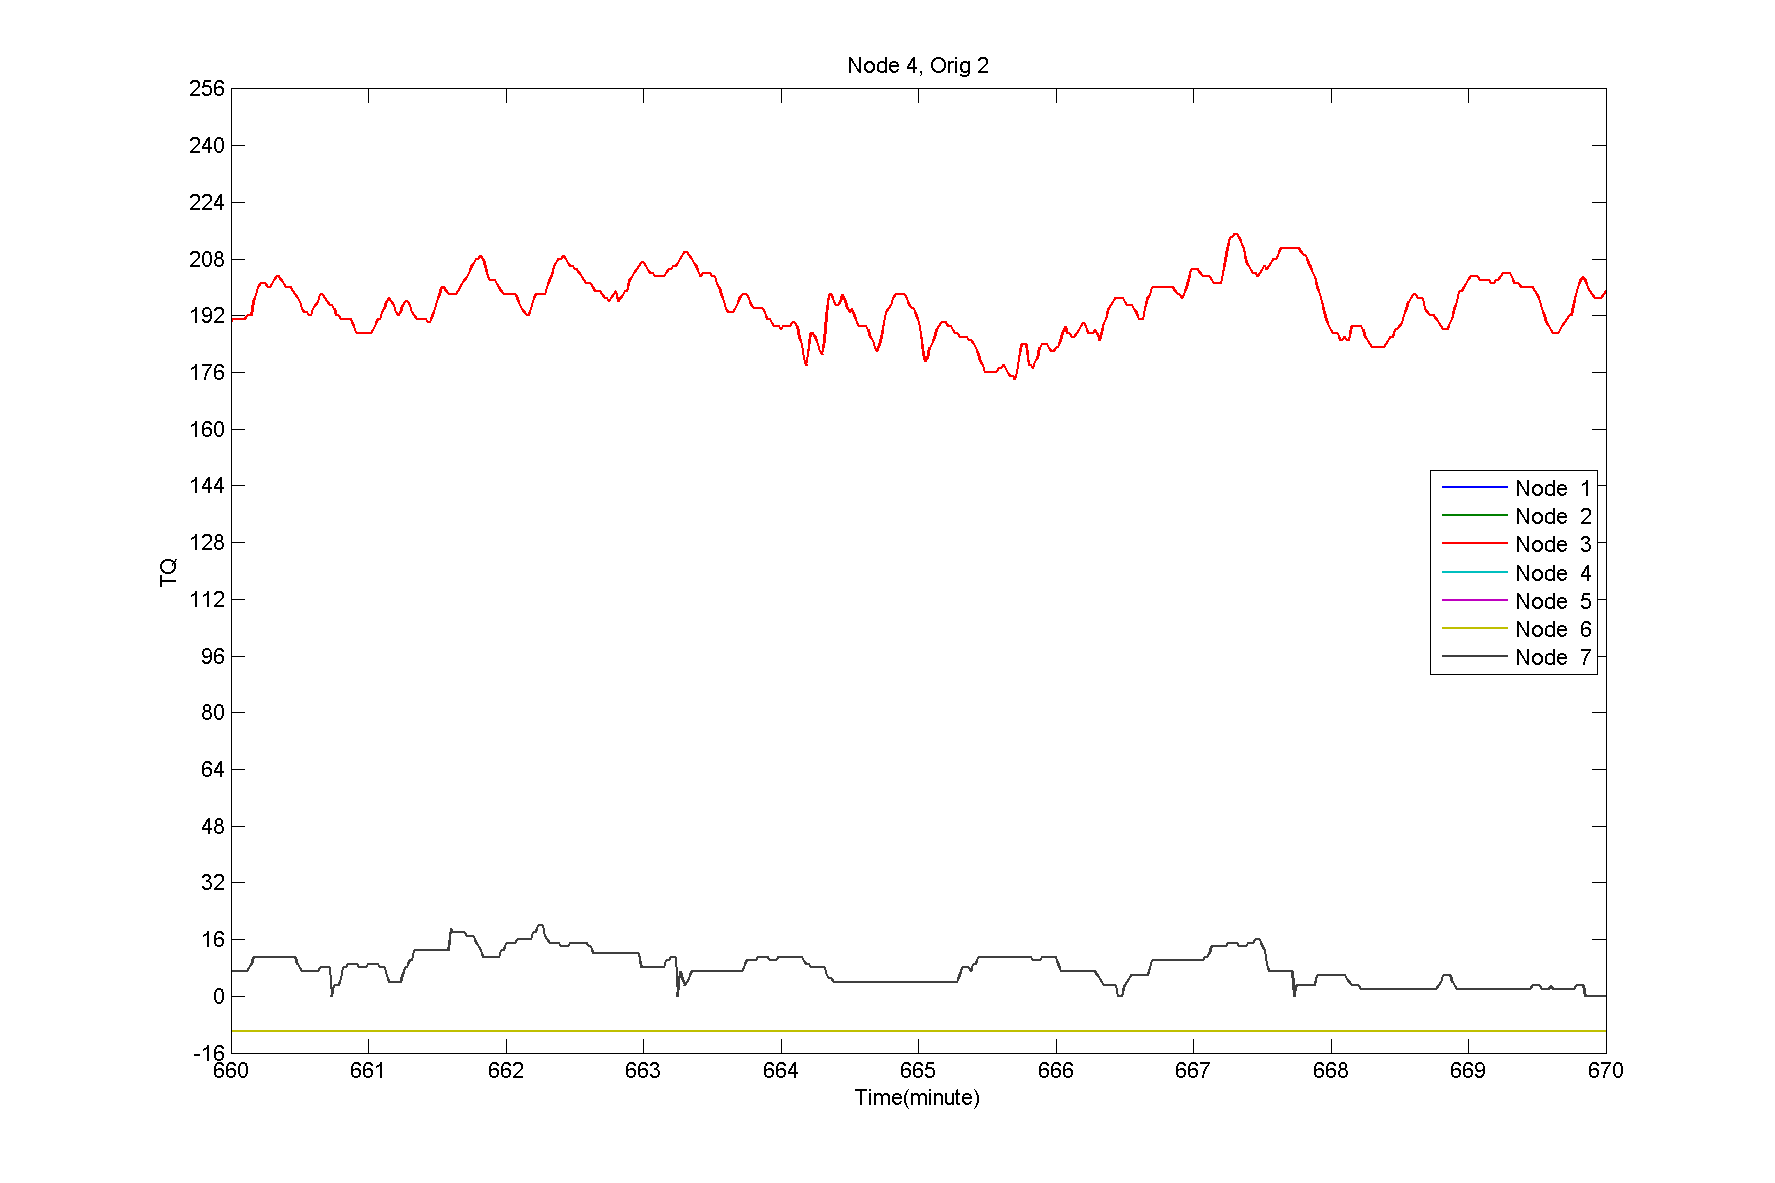 Node 4, Orig 2
256
240
224
208
192
176
160
144
128
112
96
80
64
48
32
16
0
-16
TQ
660 661 662 663 664 665 666 667 668 669 670
Time(minute)
Node 1
Node 2
Node 3
Node 4
Node 5
Node 6
Node 7